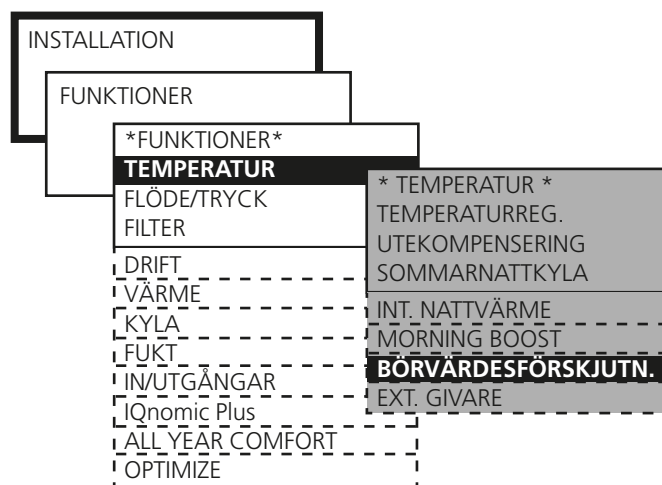 INSTALLATION
FUNKTIONER
*FUNKTIONER*
TEMPERATUR
FLÖDE/TRYCK
FILTER
DRIFT
VÄRME
KYLA
FUKT
IN/UTGÅNGAR
IQnomic Plus
ALL YEAR COMFORT
OPTIMIZE
* TEMPERATUR *
TEMPERATURREG.
UTEKOMPENSERING
SOMMARNATTKYLA
INT. NATTVÄRME
MORNING BOOST
BÖRVÄRDESFÖRSKJUTN.
EXT. GIVARE